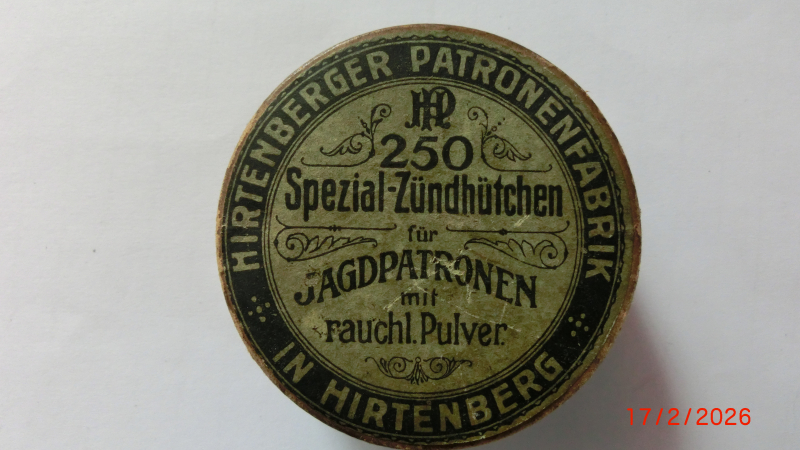 HIRTENBERGER PATRONENFABRIK
HP
250
Spezial-Zündhütchen
für
JAGDPATRONEN
mit
rauchl. Pulver.
IN HIRTENBERG
17/2/2026